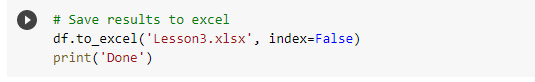 # Save results to excel
df.to_excel('Lesson3.xlsx', index=False)
print('Done')